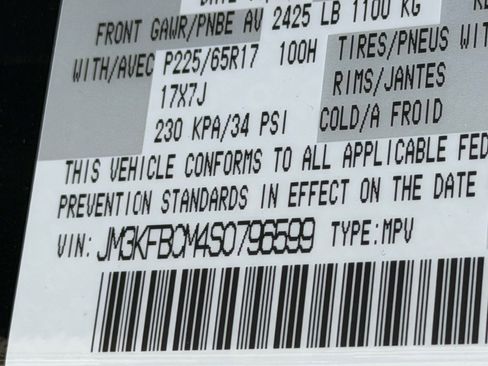 FRONT GAWR/PNBE AV 2425 LB 1100 KG
WITH/AVEC P225/65R17 100H TIRES/PNEUS WIT
17X7J RIMS/JANTES
230 KPA/34 PSI COLD/A FROID
THIS VEHICLE CONFORMS TO ALL APPLICABLE FED
PREVENTION STANDARDS IN EFFECT ON THE DATE
VIN: JM3KFBCM4S0796599 TYPE:MPV